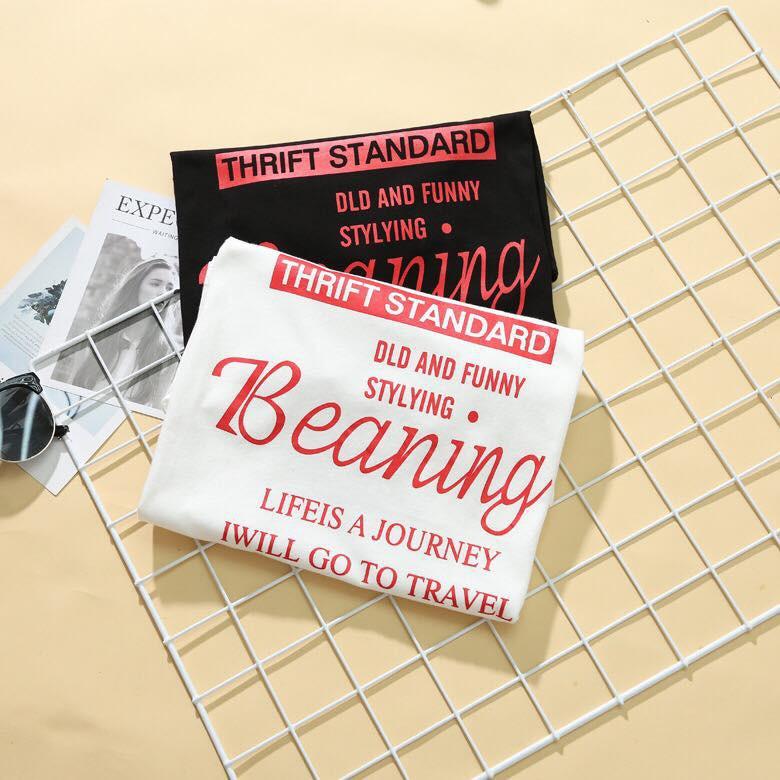 THRIFT STANDARD
DLD AND FUNNY
STYLYING
Beaning
THRIFT STANDARD
DLD AND FUNNY
STYLYING
Beaning
LIFEIS A JOURNEY
IWILL GO TO TRAVEL
EXPE
WAITING